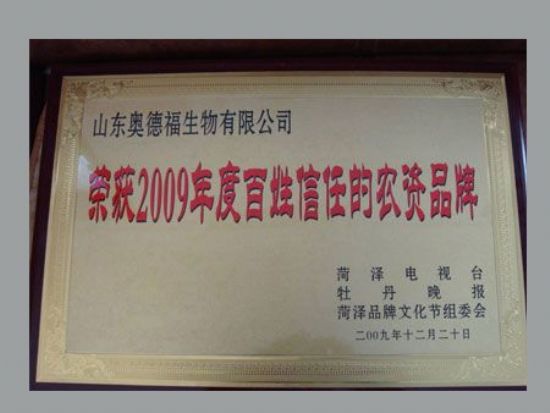 山东奥德福生物有限公司
荣获2009年度百姓信任的农资品牌
菏泽电视台
牡丹晚报
菏泽品牌文化节组委会
二00九年十二月二十日